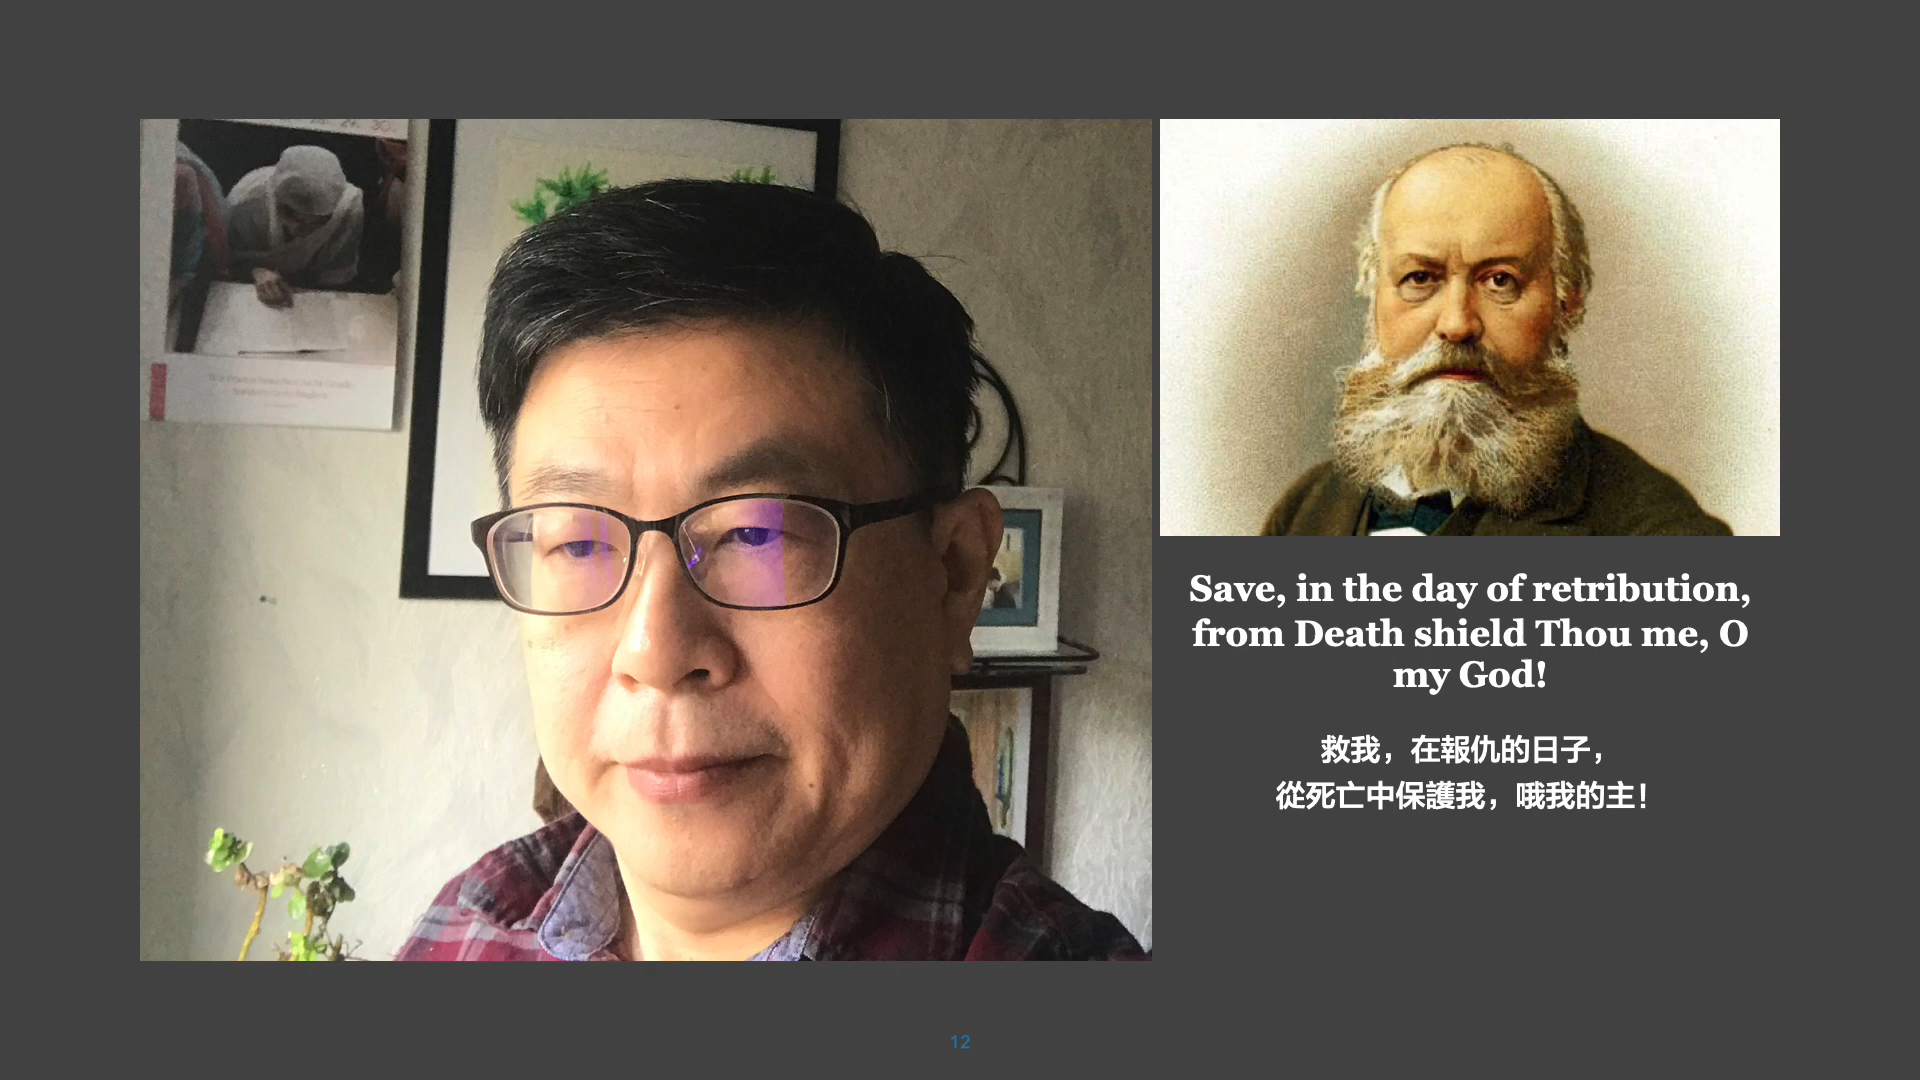 Save, in the day of retribution,
from Death shield Thou me, O
my God!
救我，在報仇的日子，
從死亡中保護我，哦我的主！
12